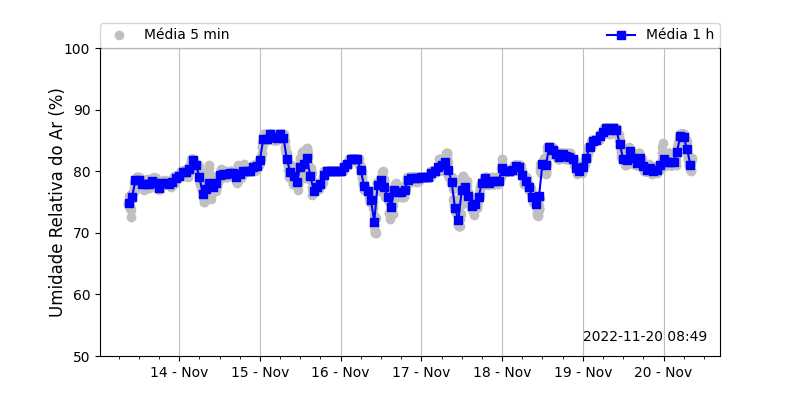 Média 5 min
Média 1 h
Umidade Relativa do Ar (%)
100
90
80
70
60
50
2022-11-20 08:49
14 - Nov
15 - Nov
16 - Nov
17 - Nov
18 - Nov
19 - Nov
20 - Nov